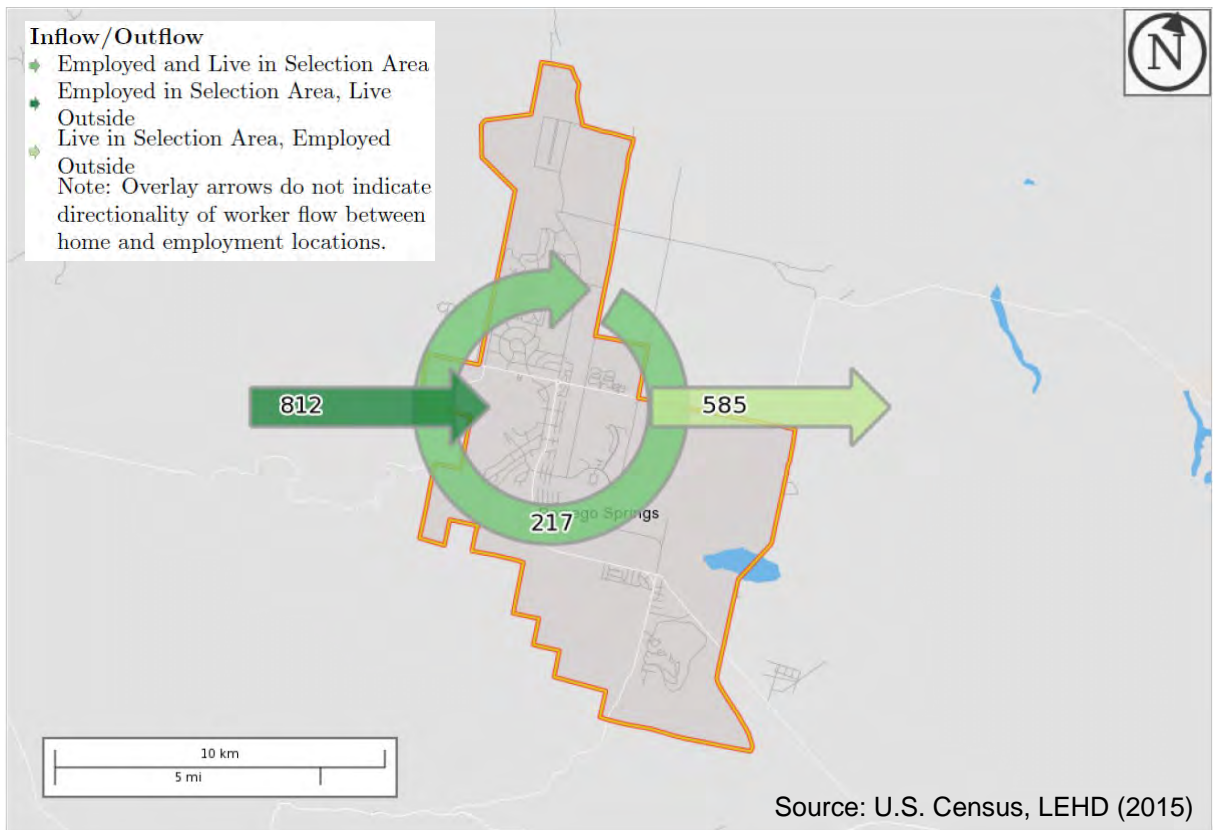 Inflow/Outflow
Employed and Live in Selection Area
Employed in Selection Area, Live
Outside
Live in Selection Area, Employed
Outside
Note: Overlay arrows do not indicate
directionality of worker flow between
home and employment locations.
N
812
585
217
Springs
10 km
5 mi
Source: U.S. Census, LEHD (2015)